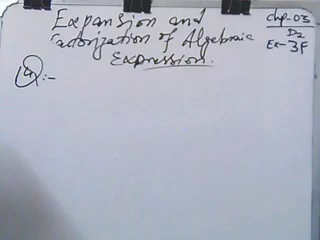 Expansion and
Factorization of Algebraic
Expression.
Chp-03
D2
Ex-3F
Q:-